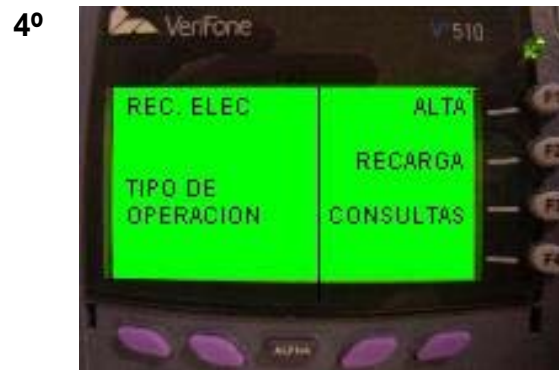 4º
VeriFone
510
REC. ELEC
ALTA
RECARGA
TIPO DE
OPERACION
CONSULTAS
ALPHA